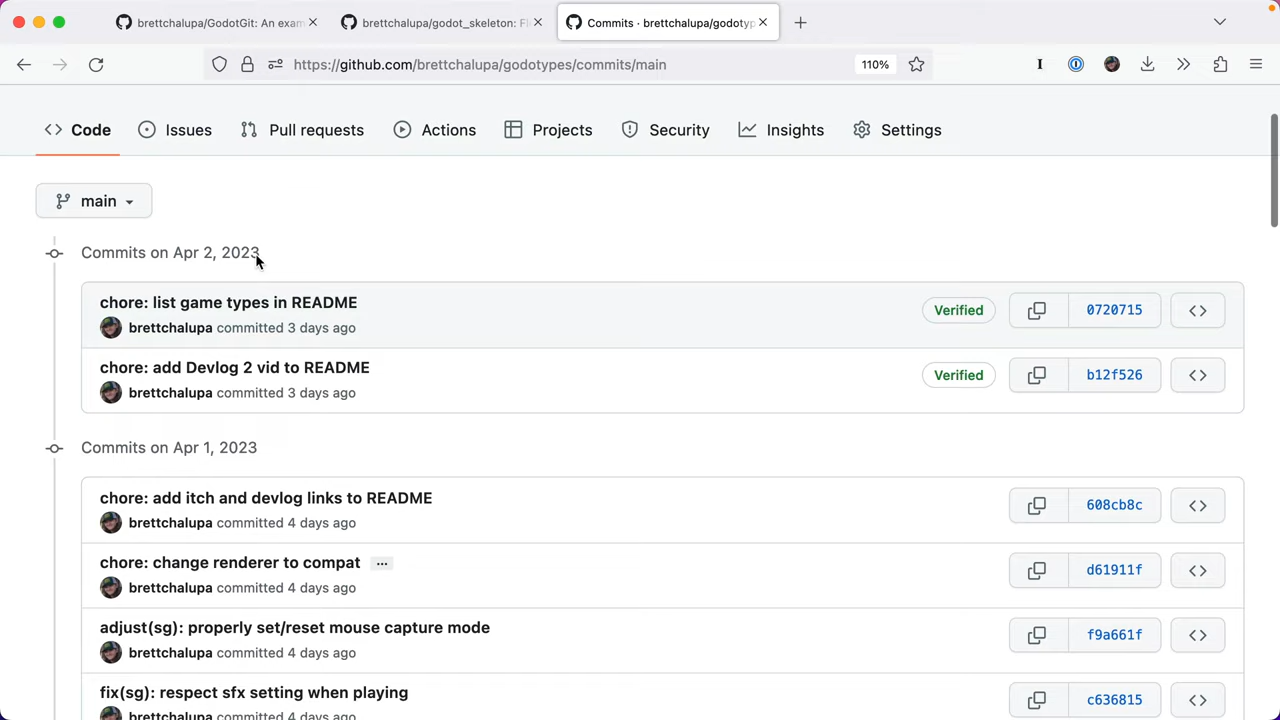 brettchalupa/GodotGit: An exam
brettchalupa/godot_skeleton: Fl
Commits · brettchalupa/godotyp
https://github.com/brettchalupa/godotypes/commits/main
110%
Code
Issues
Pull requests
Actions
Projects
Security
Insights
Settings
main
Commits on Apr 2, 2023
chore: list game types in README
brettchalupa committed 3 days ago
Verified
0720715
chore: add Devlog 2 vid to README
brettchalupa committed 3 days ago
Verified
b12f526
Commits on Apr 1, 2023
chore: add itch and devlog links to README
brettchalupa committed 4 days ago
608cb8c
chore: change renderer to compat
brettchalupa committed 4 days ago
d61911f
adjust(sg): properly set/reset mouse capture mode
brettchalupa committed 4 days ago
f9a661f
fix(sg): respect sfx setting when playing
brettchalupa committed 4 days ago
c636815